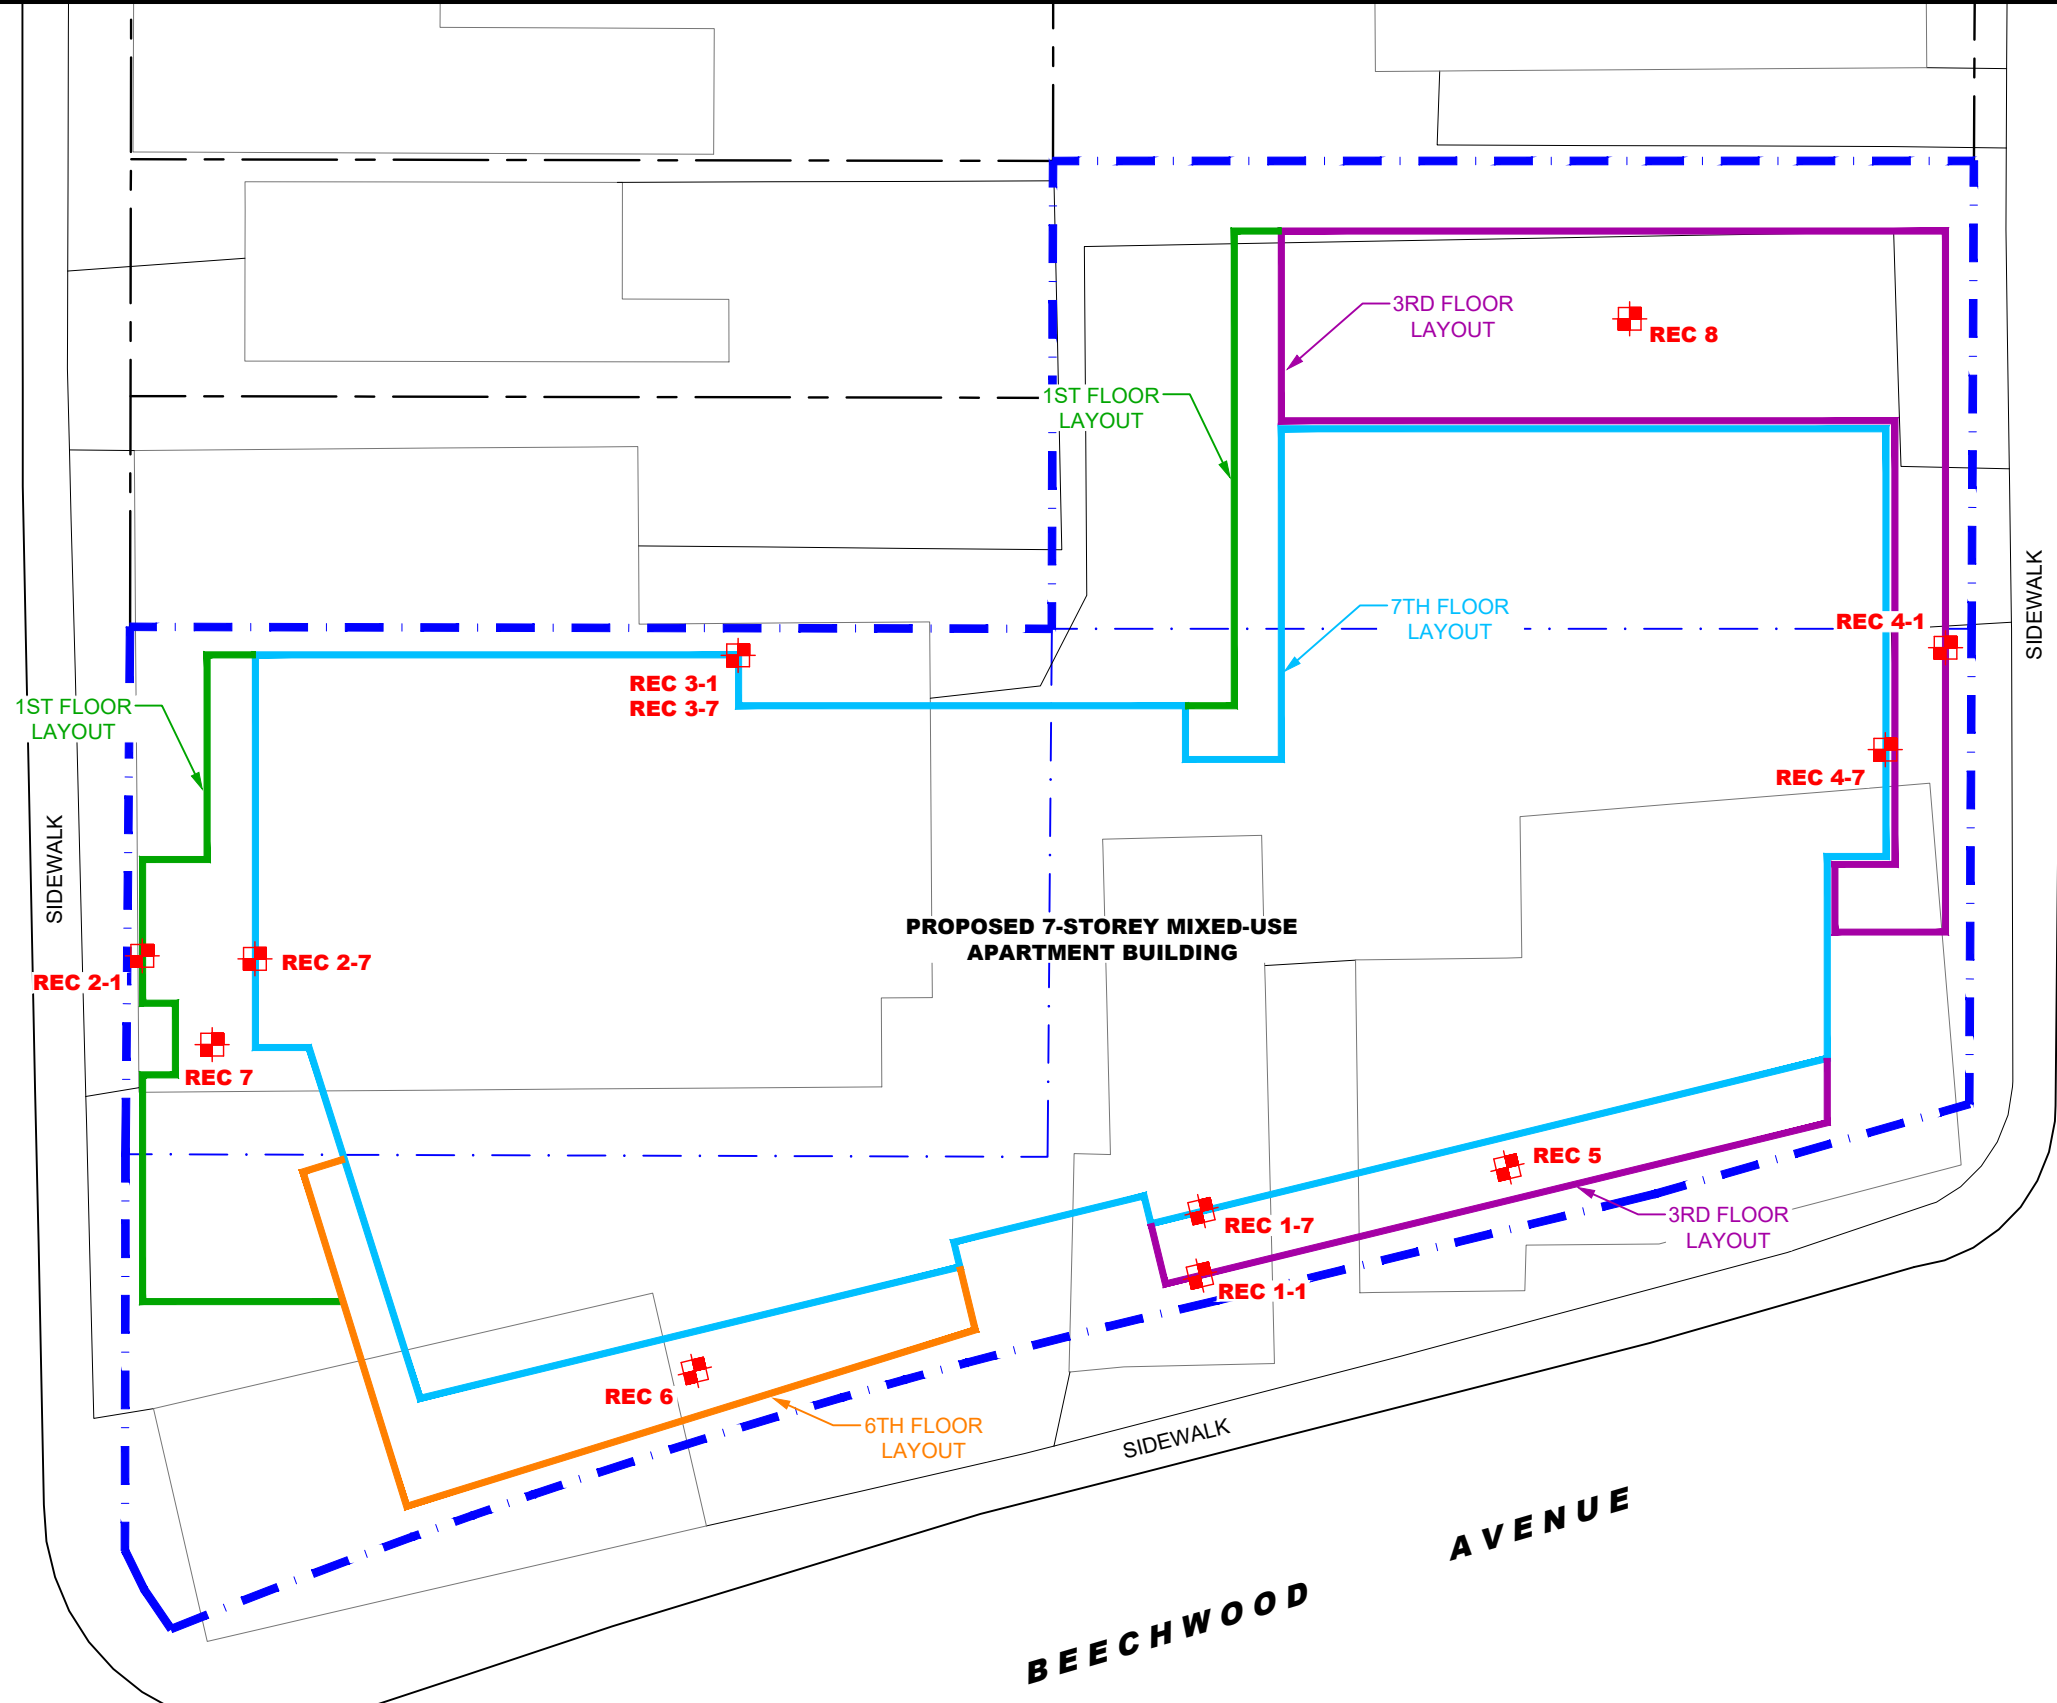 3RD FLOOR
LAYOUT
REC 8
1ST FLOOR
LAYOUT
SIDEWALK
7TH FLOOR
LAYOUT
REC 4-1
REC 3-1
REC 3-7
1ST FLOOR
LAYOUT
REC 4-7
SIDEWALK
PROPOSED 7-STOREY MIXED-USE
APARTMENT BUILDING
REC 2-7
REC 2-1
REC 7
REC 5
REC 1-7
3RD FLOOR
LAYOUT
REC 1-1
REC 6
6TH FLOOR
LAYOUT
SIDEWALK
BEECHWOOD AVENUE